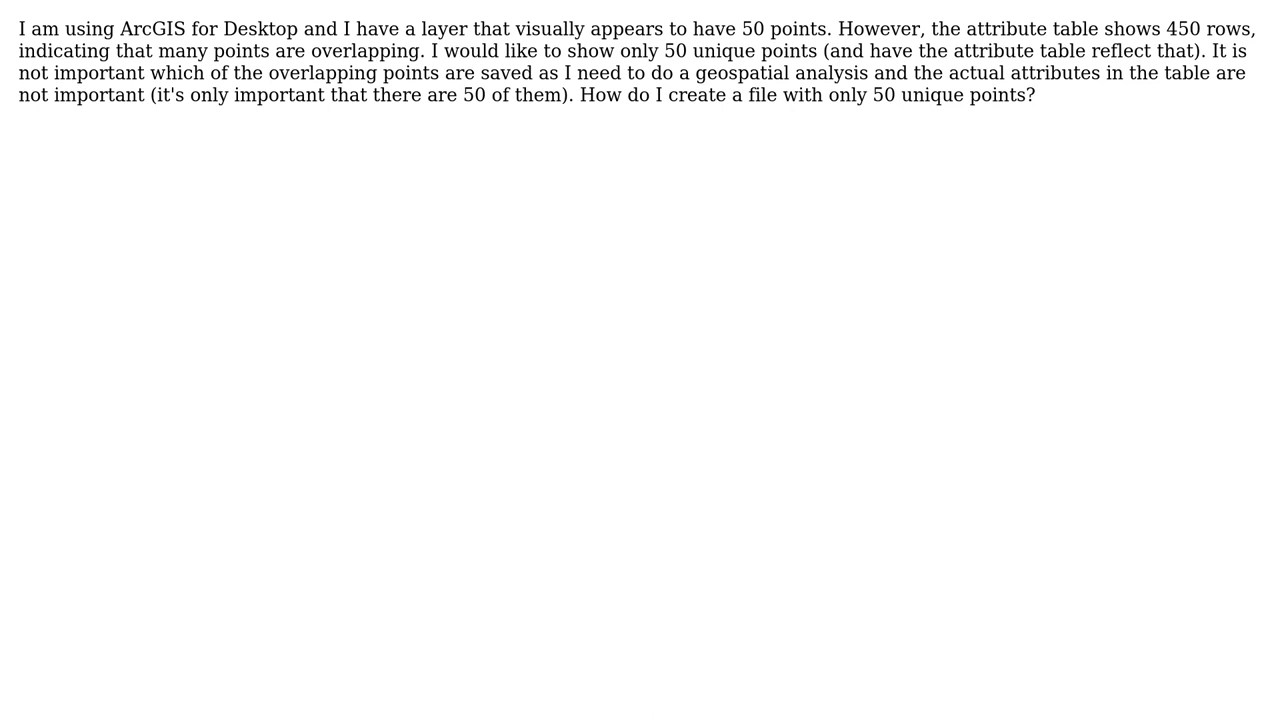 I am using ArcGIS for Desktop and I have a layer that visually appears to have 50 points. However, the attribute table shows 450 rows,
indicating that many points are overlapping. I would like to show only 50 unique points (and have the attribute table reflect that). It is
not important which of the overlapping points are saved as I need to do a geospatial analysis and the actual attributes in the table are
not important (it's only important that there are 50 of them). How do I create a file with only 50 unique points?